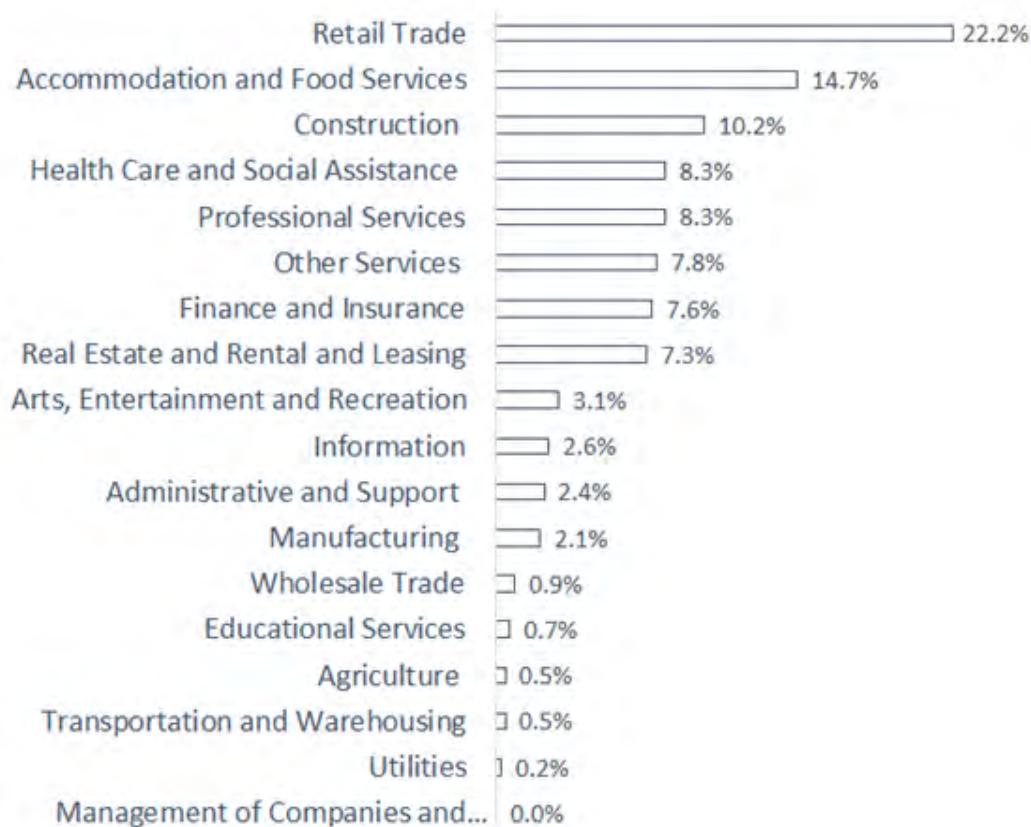 Retail Trade 22.2%
Accommodation and Food Services 14.7%
Construction 10.2%
Health Care and Social Assistance 8.3%
Professional Services 8.3%
Other Services 7.8%
Finance and Insurance 7.6%
Real Estate and Rental and Leasing 7.3%
Arts, Entertainment and Recreation 3.1%
Information 2.6%
Administrative and Support 2.4%
Manufacturing 2.1%
Wholesale Trade 0.9%
Educational Services 0.7%
Agriculture 0.5%
Transportation and Warehousing 0.5%
Utilities 0.2%
Management of Companies and... 0.0%